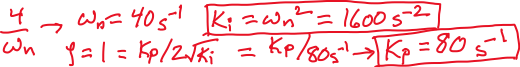 4/ωn → ωn = 40 s⁻¹ Ki = ωn² = 1600 s⁻²
ζ = 1 = Kp/2√Ki = Kp/80s⁻¹ → Kp = 80 s⁻¹